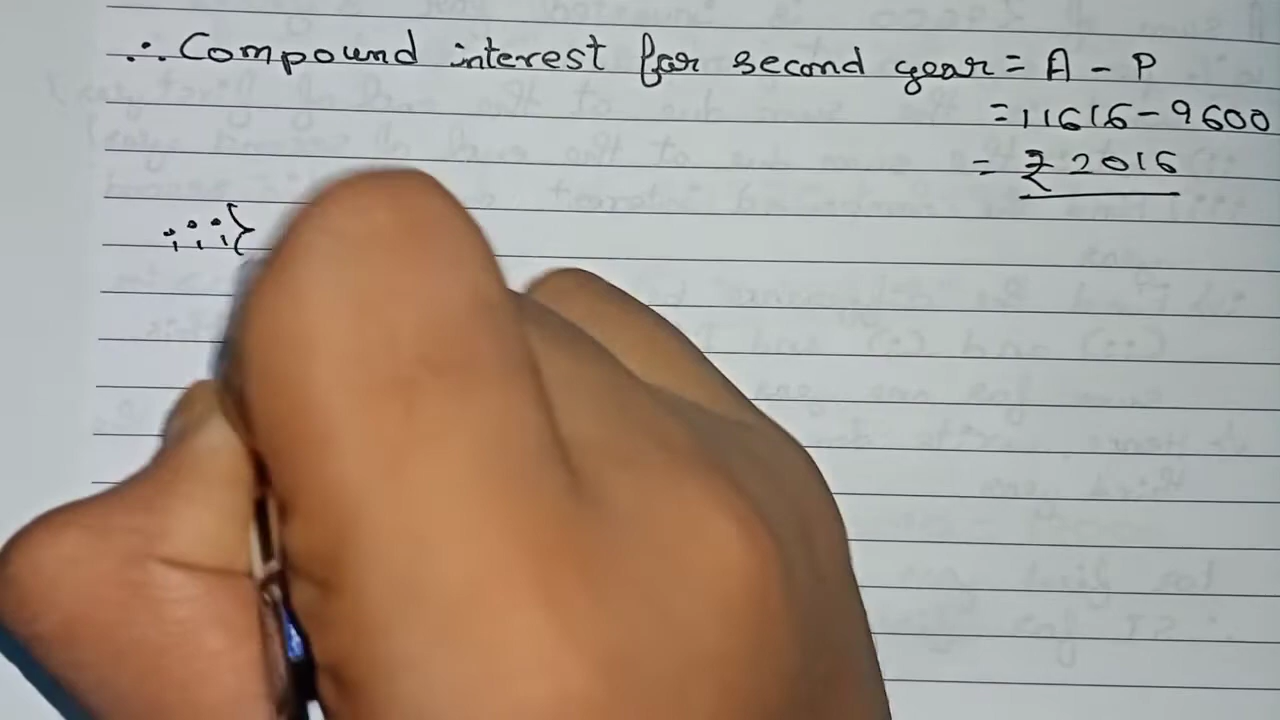 ∴ Compound interest for second year = A - P
= 11616 - 9600
= ₹ 2016
(iii)